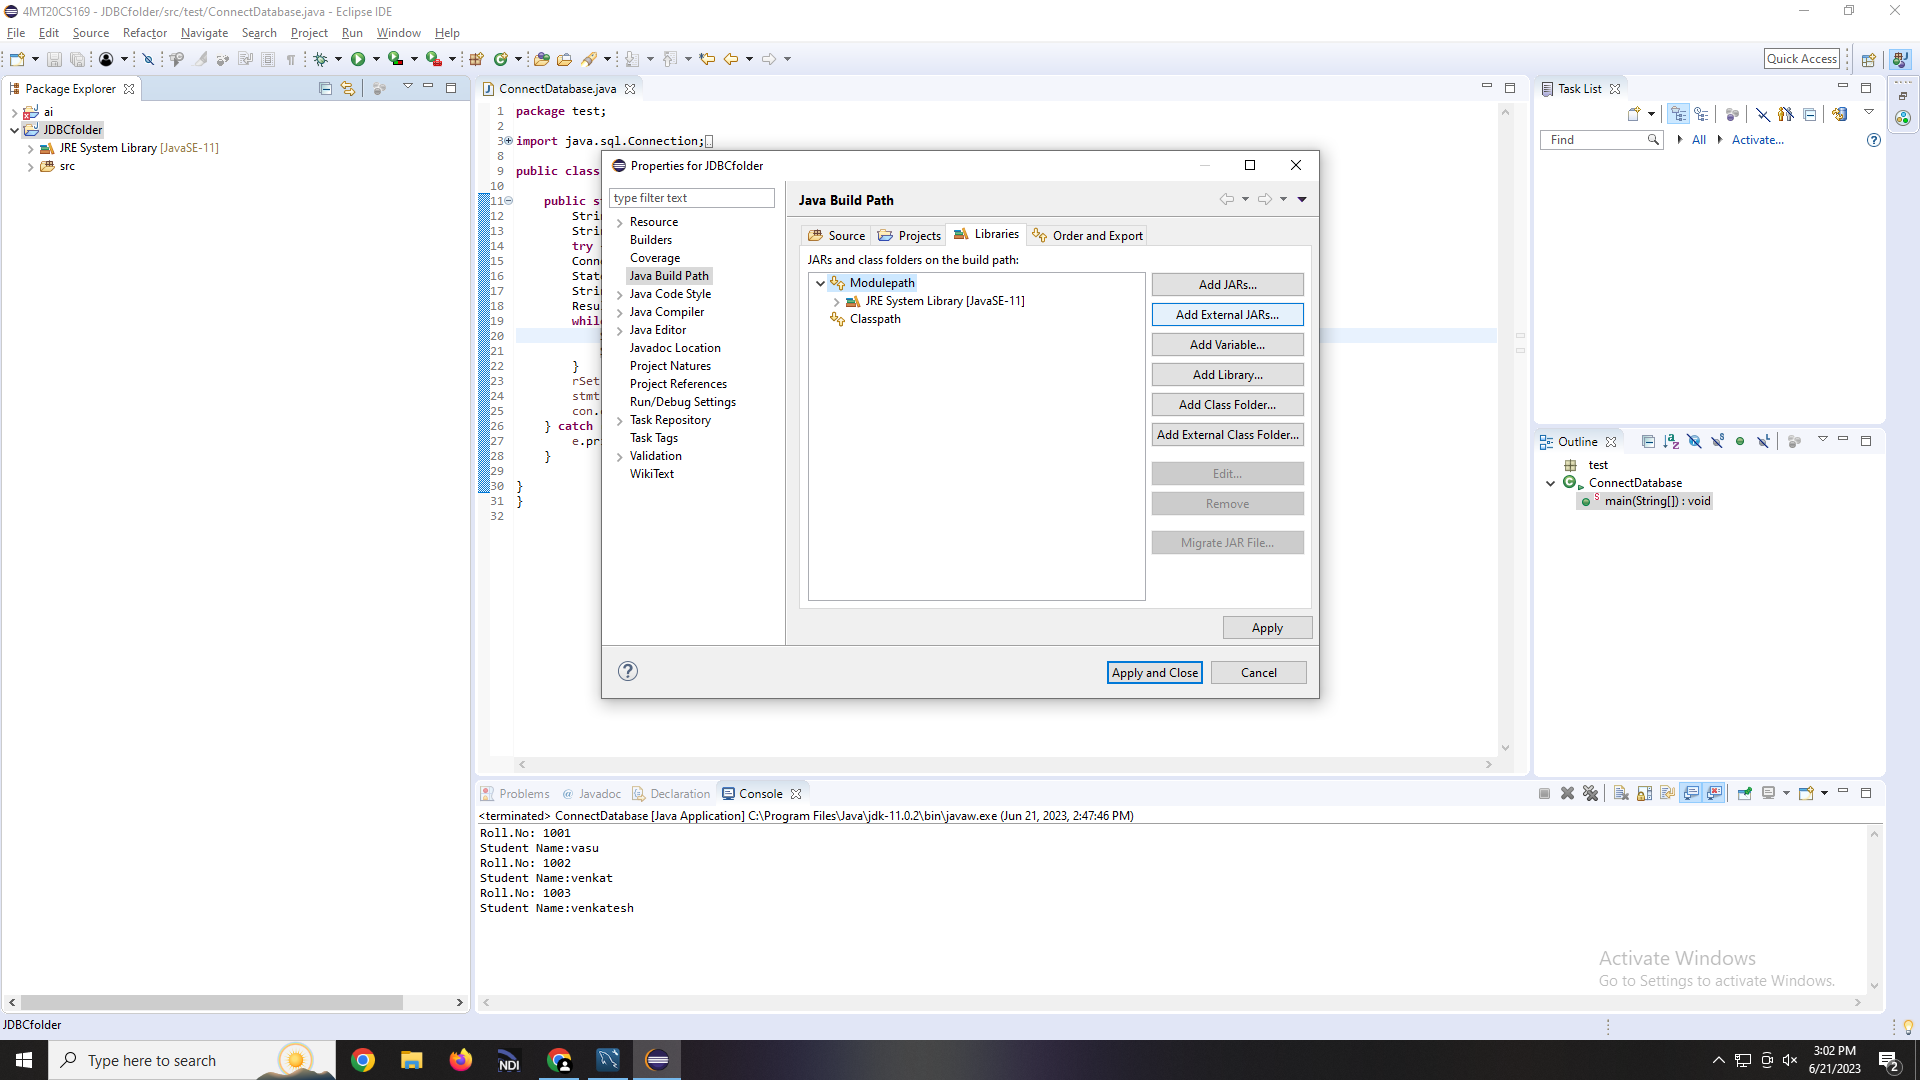 4MT20CS169 - JDBCfolder/src/test/ConnectDatabase.java - Eclipse IDE
File Edit Source Refactor Navigate Search Project Run Window Help
Quick Access
Package Explorer
ai
JDBCfolder
JRE System Library [JavaSE-11]
src
ConnectDatabase.java
1 package test;
2
3 import java.sql.Connection;
8
9 public class
10
11 public s
12 Strin
13 Strin
14 try
15 Conn
16 State
17 Strin
18 Resu
19 while
20
21
22 }
23 rSet
24 stmt
25 con.
26 } catch
27 e.pr
28 }
29
30 }
31 }
32
Properties for JDBCfolder
type filter text
Resource
Builders
Coverage
Java Build Path
Java Code Style
Java Compiler
Java Editor
Javadoc Location
Project Natures
Project References
Run/Debug Settings
Task Repository
Task Tags
Validation
WikiText
Java Build Path
Source Projects Libraries Order and Export
JARs and class folders on the build path:
Modulepath
JRE System Library [JavaSE-11]
Classpath
Add JARs...
Add External JARs...
Add Variable...
Add Library...
Add Class Folder...
Add External Class Folder...
Edit...
Remove
Migrate JAR File...
Apply
Apply and Close Cancel
Task List
Find All Activate...
Outline
test
ConnectDatabase
main(String[]) : void
Problems @ Javadoc Declaration Console
<terminated> ConnectDatabase [Java Application] C:\Program Files\Java\jdk-11.0.2\bin\javaw.exe (Jun 21, 2023, 2:47:46 PM)
Roll.No: 1001
Student Name:vasu
Roll.No: 1002
Student Name:venkat
Roll.No: 1003
Student Name:venkatesh
Activate Windows
Go to Settings to activate Windows.
JDBCfolder
Type here to search
NDI
3:02 PM
6/21/2023
2